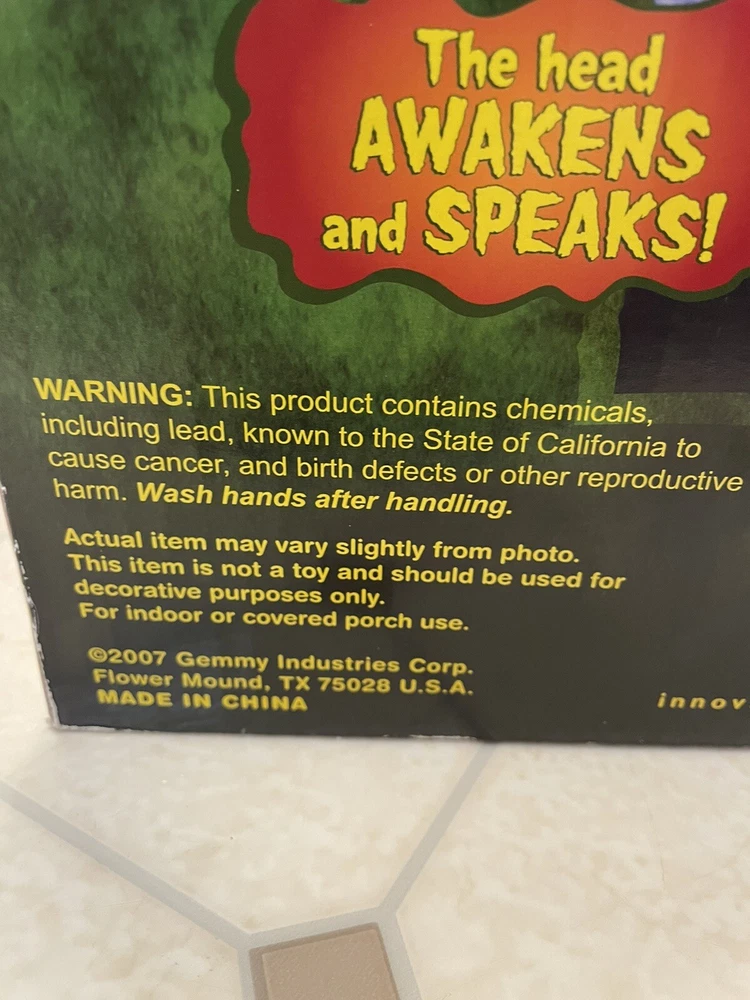 The head
AWAKENS
and SPEAKS!
WARNING: This product contains chemicals,
including lead, known to the State of California to
cause cancer, and birth defects or other reproductive
harm. Wash hands after handling.
Actual item may vary slightly from photo.
This item is not a toy and should be used for
decorative purposes only.
For indoor or covered porch use.
©2007 Gemmy Industries Corp.
Flower Mound, TX 75028 U.S.A.
MADE IN CHINA
innov